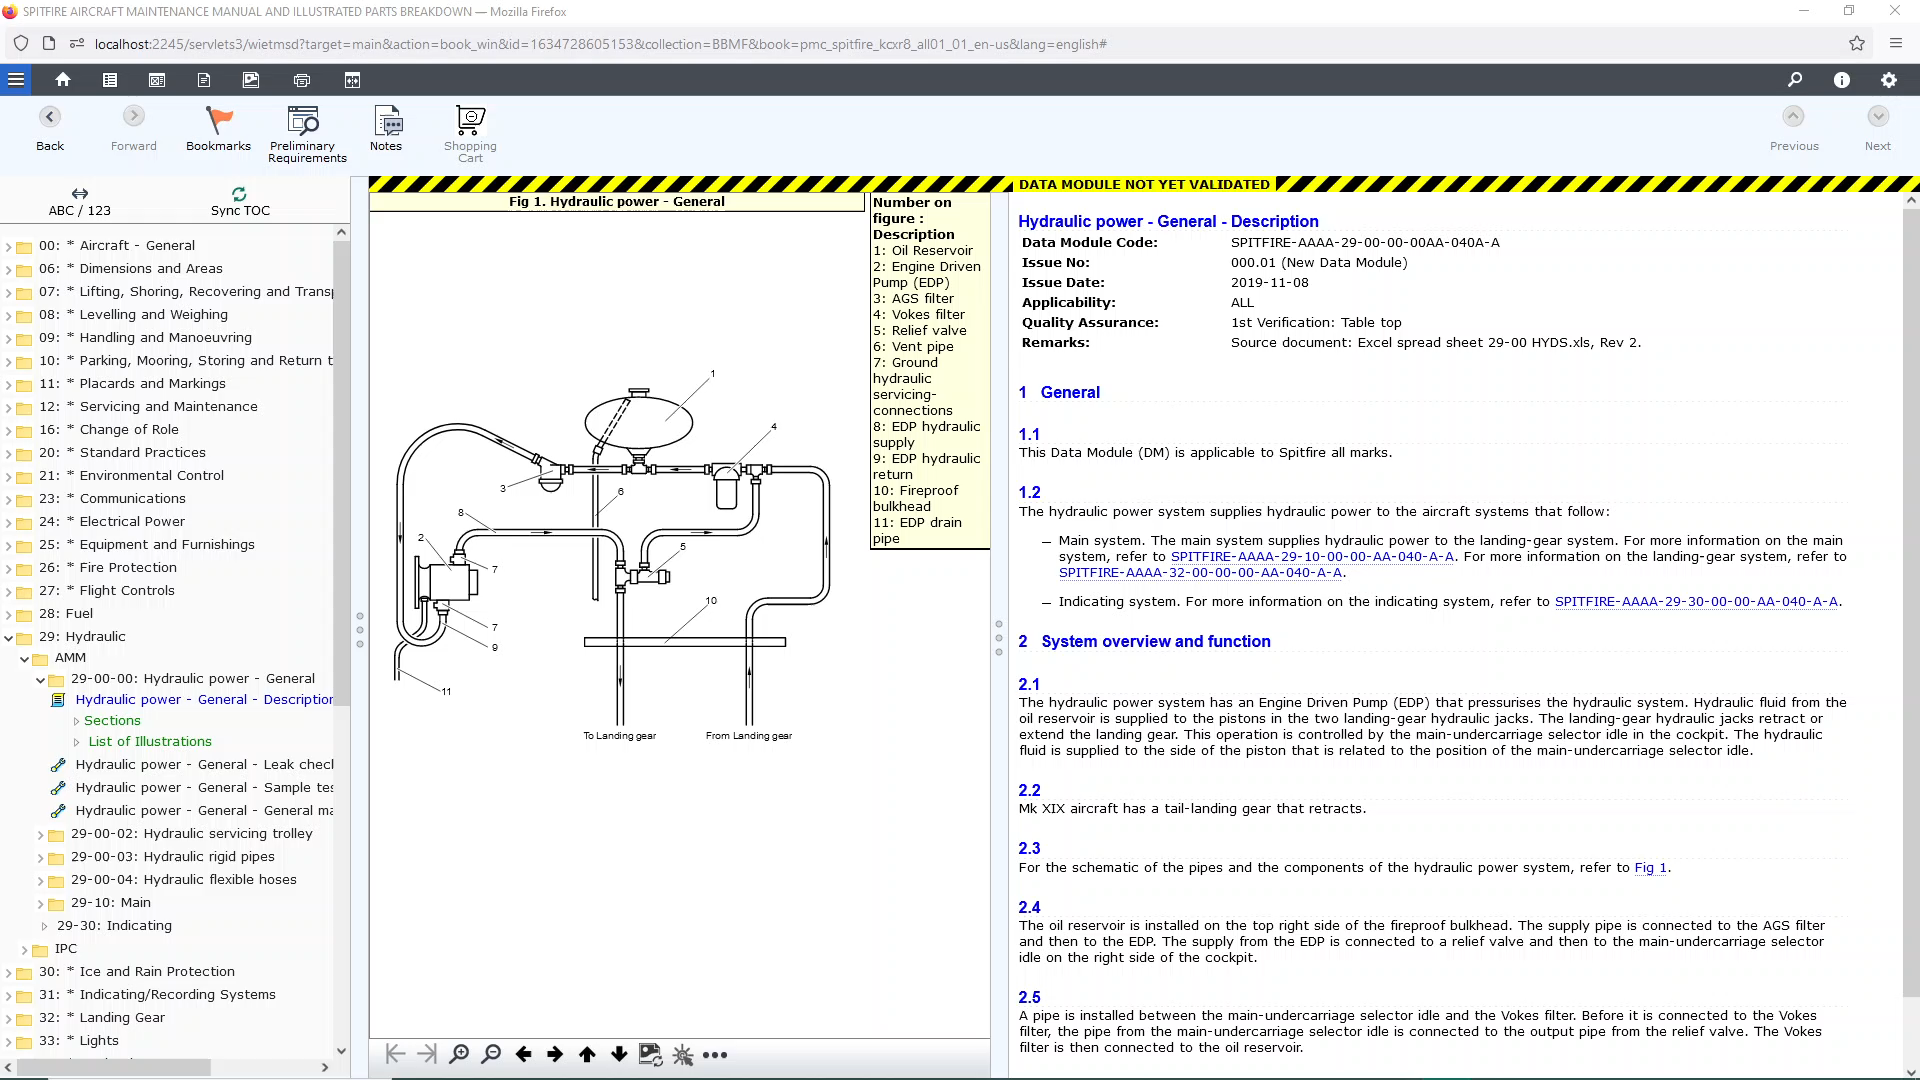 SPITFIRE AIRCRAFT MAINTENANCE MANUAL AND ILLUSTRATED PARTS BREAKDOWN — Mozilla Firefox
localhost:2245/servlets3/wietmsd?target=main&action=book_win&id=1634728605153&collection=BBMF&book=pmc_spitfire_kcxr8_all01_01_en-us&lang=english#
Back
Forward
Bookmarks
Preliminary
Requirements
Notes
Shopping
Cart
Previous
Next
ABC / 123
Sync TOC
00: * Aircraft - General
06: * Dimensions and Areas
07: * Lifting, Shoring, Recovering and Transp
08: * Levelling and Weighing
09: * Handling and Manoeuvring
10: * Parking, Mooring, Storing and Return t
11: * Placards and Markings
12: * Servicing and Maintenance
16: * Change of Role
20: * Standard Practices
21: * Environmental Control
23: * Communications
24: * Electrical Power
25: * Equipment and Furnishings
26: * Fire Protection
27: * Flight Controls
28: Fuel
29: Hydraulic
AMM
29-00-00: Hydraulic power - General
Hydraulic power - General - Description
Sections
List of Illustrations
Hydraulic power - General - Leak check
Hydraulic power - General - Sample tes
Hydraulic power - General - General ma
29-00-02: Hydraulic servicing trolley
29-00-03: Hydraulic rigid pipes
29-00-04: Hydraulic flexible hoses
29-10: Main
29-30: Indicating
IPC
30: * Ice and Rain Protection
31: * Indicating/Recording Systems
32: * Landing Gear
33: * Lights
Fig 1. Hydraulic power - General
1
4
3
6
8
2
5
7
10
7
9
11
To Landing gear
From Landing gear
Number on
figure :
Description
1: Oil Reservoir
2: Engine Driven
Pump (EDP)
3: AGS filter
4: Vokes filter
5: Relief valve
6: Vent pipe
7: Ground
hydraulic
servicing-
connections
8: EDP hydraulic
supply
9: EDP hydraulic
return
10: Fireproof
bulkhead
11: EDP drain
pipe
DATA MODULE NOT YET VALIDATED
Hydraulic power - General - Description
Data Module Code: SPITFIRE-AAAA-29-00-00-00AA-040A-A
Issue No: 000.01 (New Data Module)
Issue Date: 2019-11-08
Applicability: ALL
Quality Assurance: 1st Verification: Table top
Remarks: Source document: Excel spread sheet 29-00 HYDS.xls, Rev 2.
1 General
1.1
This Data Module (DM) is applicable to Spitfire all marks.
1.2
The hydraulic power system supplies hydraulic power to the aircraft systems that follow:
— Main system. The main system supplies hydraulic power to the landing-gear system. For more information on the main
system, refer to SPITFIRE-AAAA-29-10-00-00-AA-040-A-A. For more information on the landing-gear system, refer to
SPITFIRE-AAAA-32-00-00-00-AA-040-A-A.
— Indicating system. For more information on the indicating system, refer to SPITFIRE-AAAA-29-30-00-00-AA-040-A-A.
2 System overview and function
2.1
The hydraulic power system has an Engine Driven Pump (EDP) that pressurises the hydraulic system. Hydraulic fluid from the
oil reservoir is supplied to the pistons in the two landing-gear hydraulic jacks. The landing-gear hydraulic jacks retract or
extend the landing gear. This operation is controlled by the main-undercarriage selector idle in the cockpit. The hydraulic
fluid is supplied to the side of the piston that is related to the position of the main-undercarriage selector idle.
2.2
Mk XIX aircraft has a tail-landing gear that retracts.
2.3
For the schematic of the pipes and the components of the hydraulic power system, refer to Fig 1.
2.4
The oil reservoir is installed on the top right side of the fireproof bulkhead. The supply pipe is connected to the AGS filter
and then to the EDP. The supply from the EDP is connected to a relief valve and then to the main-undercarriage selector
idle on the right side of the cockpit.
2.5
A pipe is installed between the main-undercarriage selector idle and the Vokes filter. Before it is connected to the Vokes
filter, the pipe from the main-undercarriage selector idle is connected to the output pipe from the relief valve. The Vokes
filter is then connected to the oil reservoir.